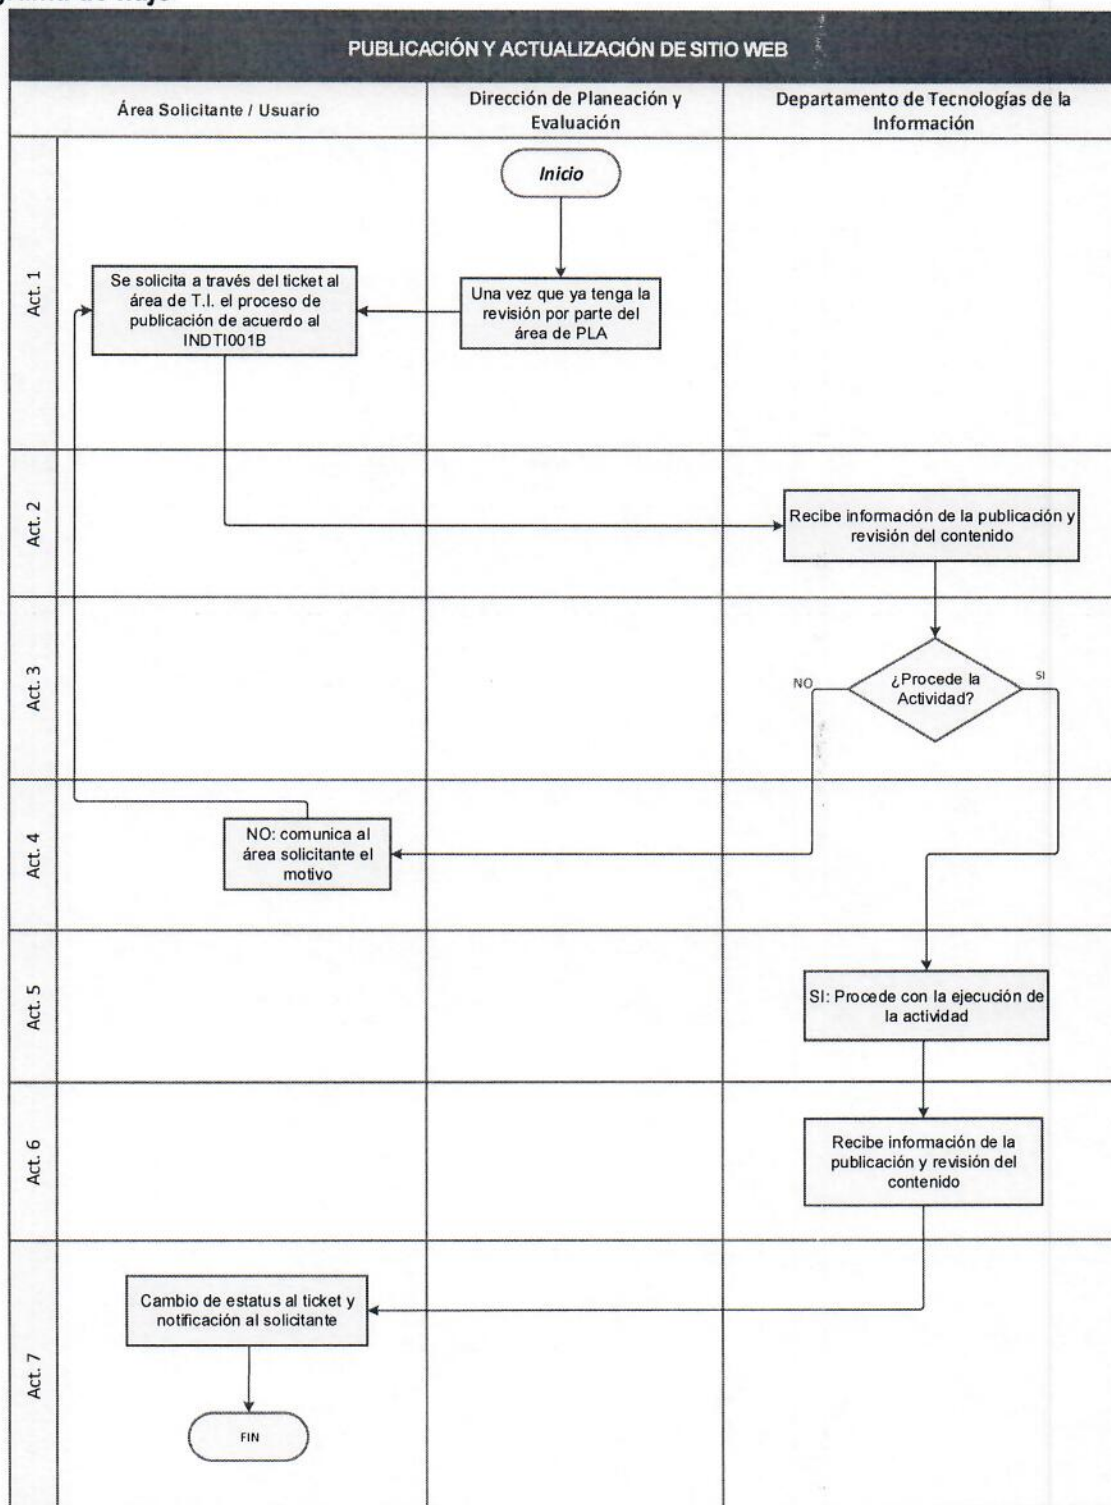 PUBLICACIÓN Y ACTUALIZACIÓN DE SITIO WEB
Área Solicitante / Usuario
Dirección de Planeación y
Evaluación
Departamento de Tecnologías de la
Información
Act. 1
Inicio
Se solicita a través del ticket al
área de T.I. el proceso de
publicación de acuerdo al
INDTI001B
Una vez que ya tenga la
revisión por parte del
área de PLA
Act. 2
Recibe información de la publicación y
revisión del contenido
Act. 3
NO
¿Procede la
Actividad?
SI
Act. 4
NO: comunica al
área solicitante el
motivo
Act. 5
SI: Procede con la ejecución de
la actividad
Act. 6
Recibe información de la
publicación y revisión del
contenido
Act. 7
Cambio de estatus al ticket y
notificación al solicitante
FIN